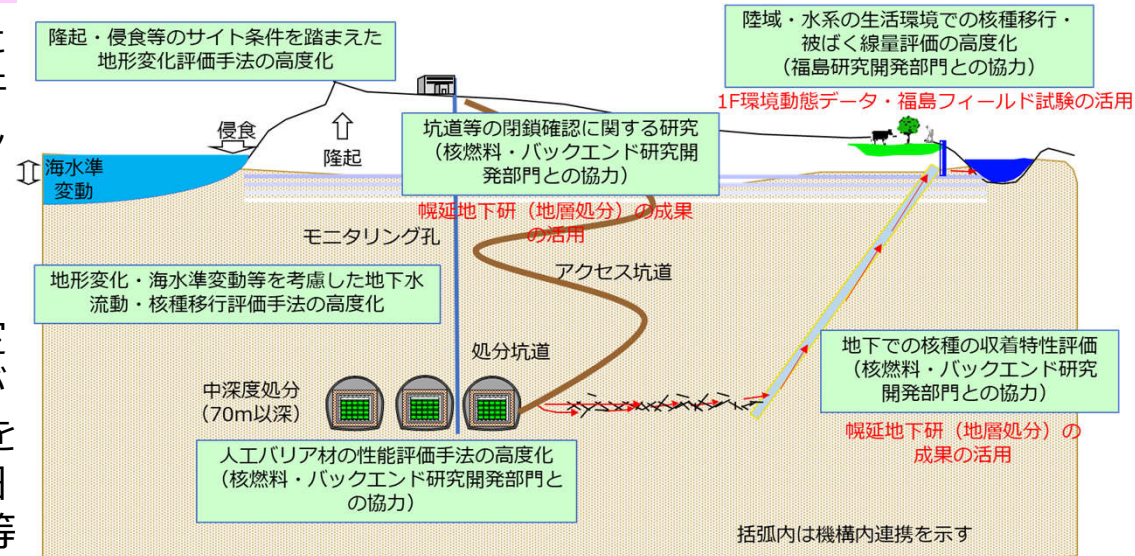 隆起・侵食等のサイト条件を踏まえた
地形変化評価手法の高度化
陸域・水系の生活環境での核種移行・
被ばく線量評価の高度化
（福島研究開発部門との協力）
1F環境動態データ・福島フィールド試験の活用
侵食
隆起
海水準
変動
坑道等の閉鎖確認に関する研究
（核燃料・バックエンド研究開
発部門との協力）
幌延地下研（地層処分）の成果
の活用
モニタリング孔
アクセス坑道
地形変化・海水準変動等を考慮した地下水
流動・核種移行評価手法の高度化
処分坑道
中深度処分
（70m以深）
地下での核種の収着特性評価
（核燃料・バックエンド研究
開発部門との協力）
幌延地下研（地層処分）の
成果の活用
人工バリア材の性能評価手法の高度化
（核燃料・バックエンド研究開発部門と
の協力）
括弧内は機構内連携を示す
を
等